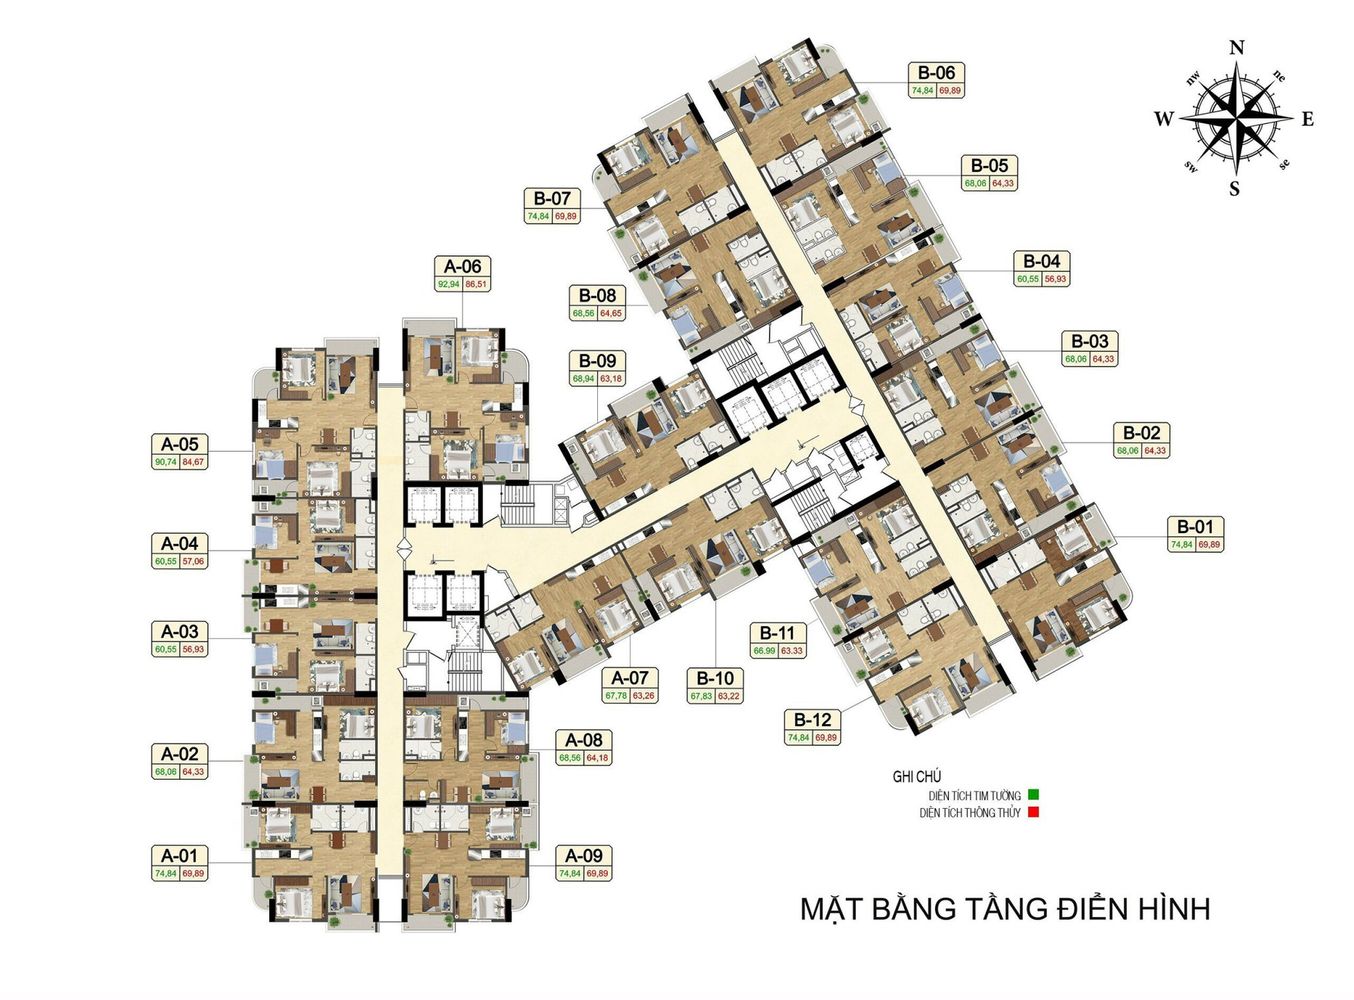 N
nw
ne
W
E
sw
se
S
B-06
74,84 69,89
B-05
68,06 64,33
B-07
74,84 69,89
B-04
60,55 56,93
A-06
92,94 86,51
B-08
68,56 64,65
B-03
68,06 64,33
B-09
68,94 63,18
B-02
68,06 64,33
A-05
90,74 84,67
B-01
74,84 69,89
A-04
60,55 57,06
A-03
60,55 56,93
B-11
66.99 63.33
A-07
67,78 63,26
B-10
67,83 63,22
B-12
74,84 69,89
A-02
68,06 64,33
A-08
68,56 64,18
GHI CHÚ
DIỆN TÍCH TIM TƯỜNG
DIỆN TÍCH THÔNG THỦY
A-01
74,84 69,89
A-09
74,84 69,89
MẶT BẰNG TẦNG ĐIỂN HÌNH